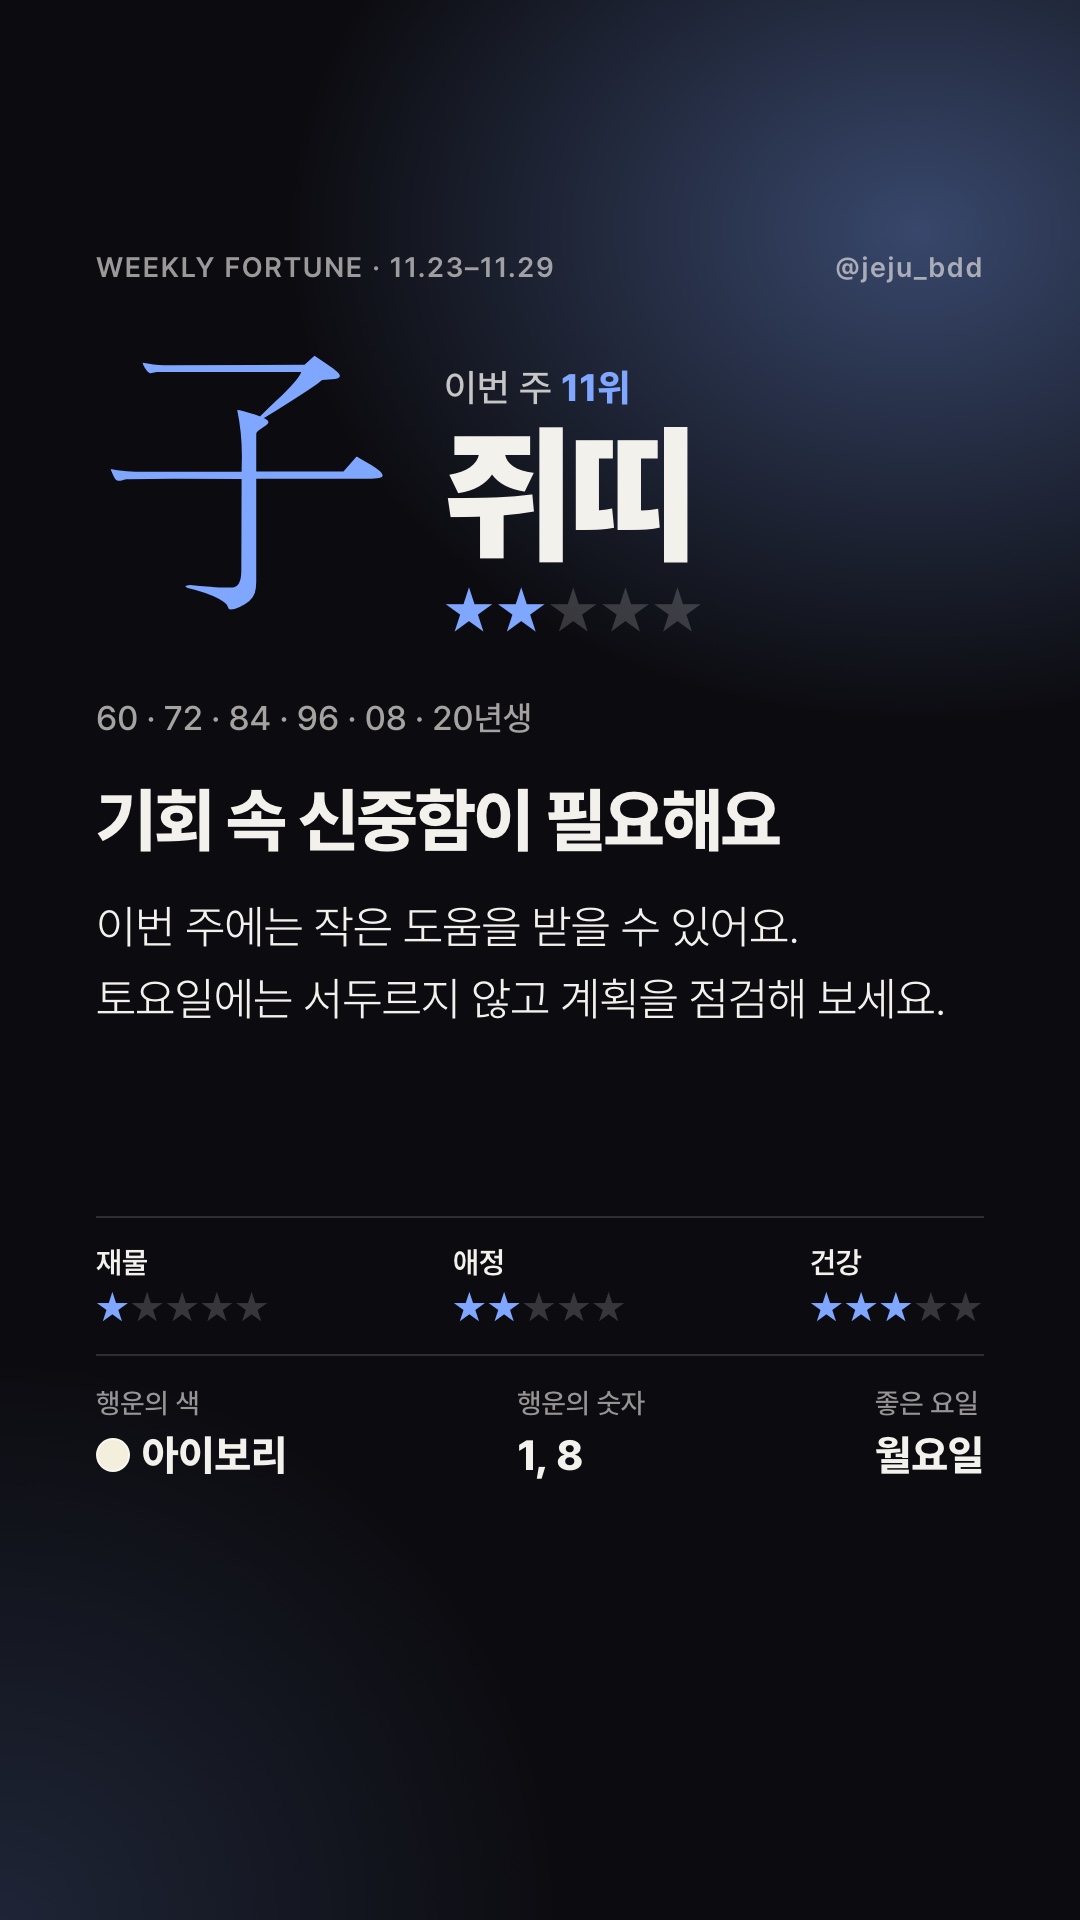 WEEKLY FORTUNE · 11.23–11.29
@jeju_bdd
子
이번 주 11위
쥐띠
★★★★★
60 · 72 · 84 · 96 · 08 · 20년생
기회 속 신중함이 필요해요
이번 주에는 작은 도움을 받을 수 있어요.
토요일에는 서두르지 않고 계획을 점검해 보세요.
재물
★★★★★
애정
★★★★★
건강
★★★★★
행운의 색
아이보리
행운의 숫자
1, 8
좋은 요일
월요일